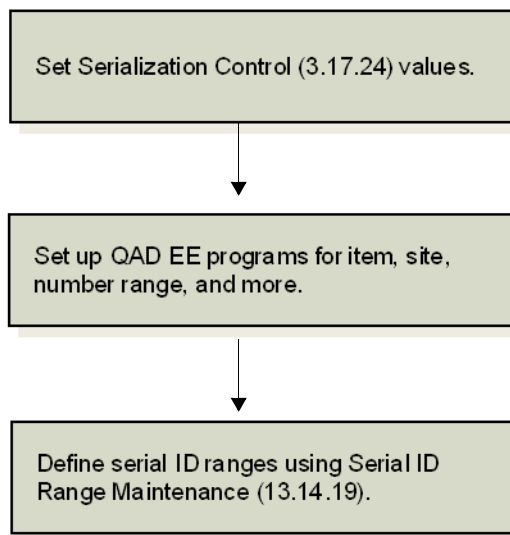 Set Serialization Control (3.17.24) values.
Set up QAD EE programs for item, site,
number range, and more.
Define serial ID ranges using Serial ID
Range Maintenance (13.14.19).